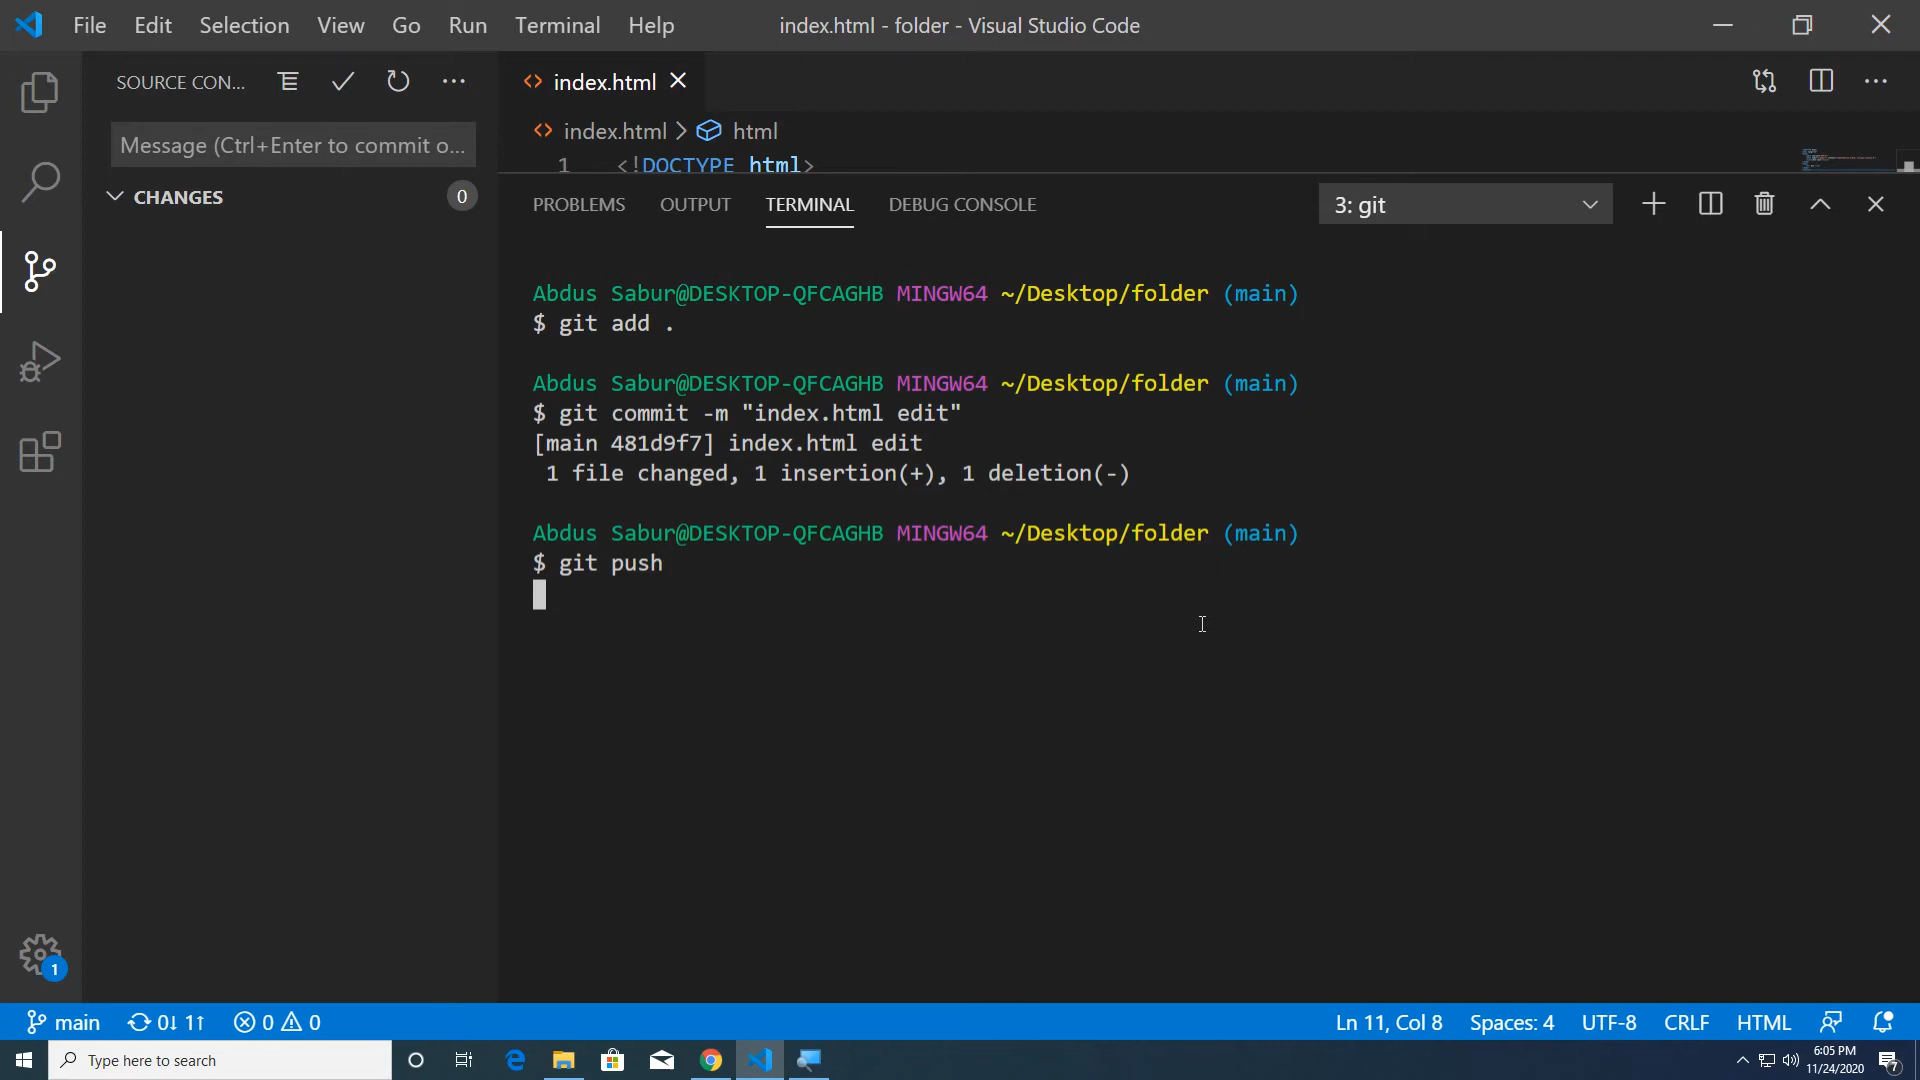 File Edit Selection View Go Run Terminal Help index.html - folder - Visual Studio Code
SOURCE CON...
Message (Ctrl+Enter to commit o...
CHANGES 0
index.html
index.html > html
1 <!DOCTYPE html>
PROBLEMS OUTPUT TERMINAL DEBUG CONSOLE 3: git
Abdus Sabur@DESKTOP-QFCAGHB MINGW64 ~/Desktop/folder (main)
$ git add .
Abdus Sabur@DESKTOP-QFCAGHB MINGW64 ~/Desktop/folder (main)
$ git commit -m "index.html edit"
[main 481d9f7] index.html edit
1 file changed, 1 insertion(+), 1 deletion(-)
Abdus Sabur@DESKTOP-QFCAGHB MINGW64 ~/Desktop/folder (main)
$ git push
1
main 0↓ 1↑ 0 0 Ln 11, Col 8 Spaces: 4 UTF-8 CRLF HTML
Type here to search
6:05 PM
11/24/2020
7